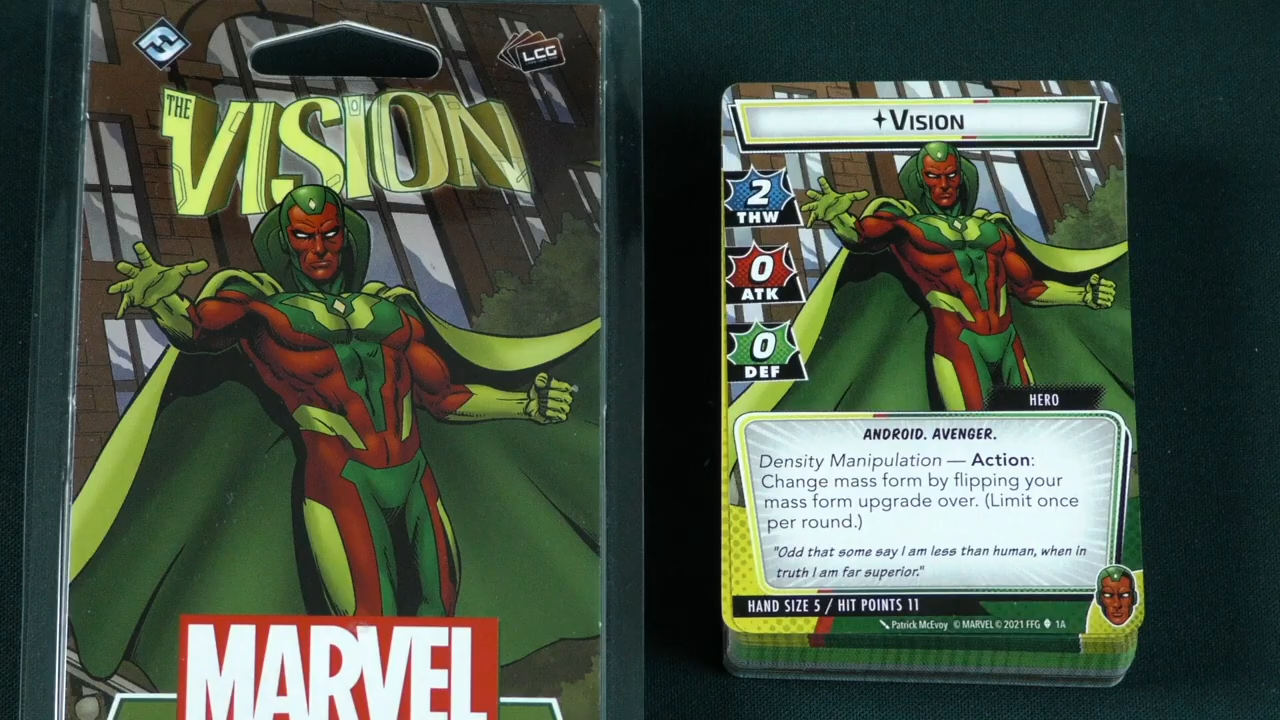 LCG
THE
VISION
MARVEL
VISION
2
THW
0
ATK
0
DEF
HERO
ANDROID. AVENGER.
Density Manipulation — Action:
Change mass form by flipping your
mass form upgrade over. (Limit once
per round.)
"Odd that some say I am less than human, when in
truth I am far superior."
HAND SIZE 5 / HIT POINTS 11
Patrick McEvoy © MARVEL © 2021 FFG 1A